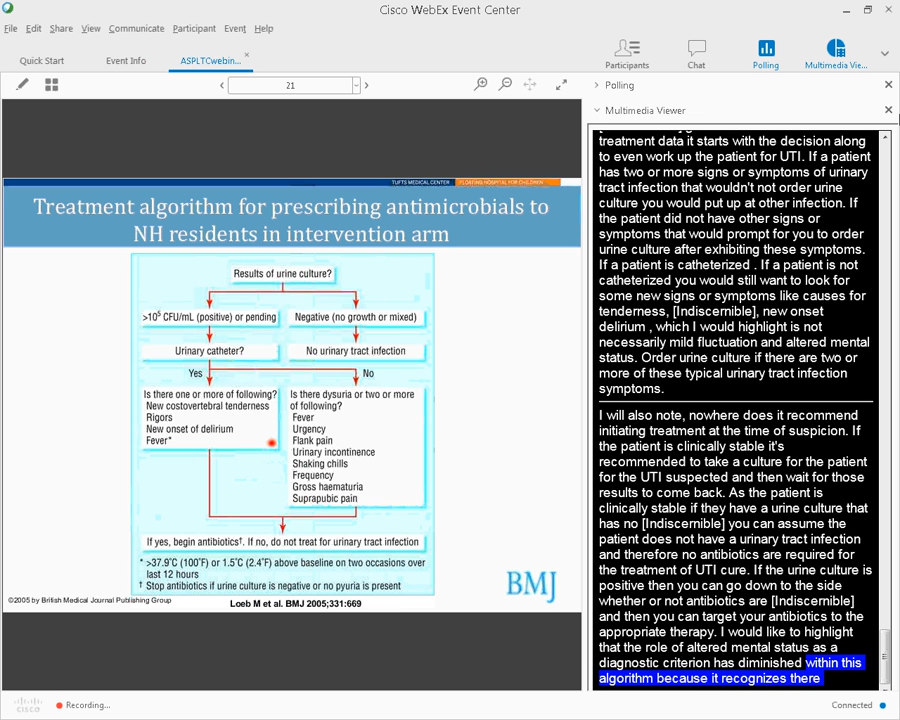 Cisco WebEx Event Center
File Edit Share View Communicate Participant Event Help
Quick Start
Event Info
ASPLTCwebin...
Participants
Chat
Polling
Multimedia Vie...
21
Polling
Multimedia Viewer
TUFTS MEDICAL CENTER
FLOATING HOSPITAL FOR CHILDREN
Treatment algorithm for prescribing antimicrobials to
NH residents in intervention arm
Results of urine culture?
>10⁵ CFU/mL (positive) or pending
Negative (no growth or mixed)
Urinary catheter?
No urinary tract infection
Yes
No
Is there one or more of following?
New costovertebral tenderness
Rigors
New onset of delirium
Fever*
Is there dysuria or two or more
of following?
Fever
Urgency
Flank pain
Urinary incontinence
Shaking chills
Frequency
Gross haematuria
Suprapubic pain
If yes, begin antibiotics†. If no, do not treat for urinary tract infection
* >37.9°C (100°F) or 1.5°C (2.4°F) above baseline on two occasions over
last 12 hours
† Stop antibiotics if urine culture is negative or no pyuria is present
BMJ
©2005 by British Medical Journal Publishing Group
Loeb M et al. BMJ 2005;331:669
treatment data it starts with the decision along
to even work up the patient for UTI. If a patient
has two or more signs or symptoms of urinary
tract infection that wouldn't not order urine
culture you would put up at other infection. If
the patient did not have other signs or
symptoms that would prompt for you to order
urine culture after exhibiting these symptoms.
If a patient is catheterized . If a patient is not
catheterized you would still want to look for
some new signs or symptoms like causes for
tenderness, [Indiscernible], new onset
delirium , which I would highlight is not
necessarily mild fluctuation and altered mental
status. Order urine culture if there are two or
more of these typical urinary tract infection
symptoms.
I will also note, nowhere does it recommend
initiating treatment at the time of suspicion. If
the patient is clinically stable it's
recommended to take a culture for the patient
for the UTI suspected and then wait for those
results to come back. As the patient is
clinically stable if they have a urine culture that
has no [Indiscernible] you can assume the
patient does not have a urinary tract infection
and therefore no antibiotics are required for
the treatment of UTI cure. If the urine culture is
positive then you can go down to the side
whether or not antibiotics are [Indiscernible]
and then you can target your antibiotics to the
appropriate therapy. I would like to highlight
that the role of altered mental status as a
diagnostic criterion has diminished within this
algorithm because it recognizes there
cisco
Recording...
Connected